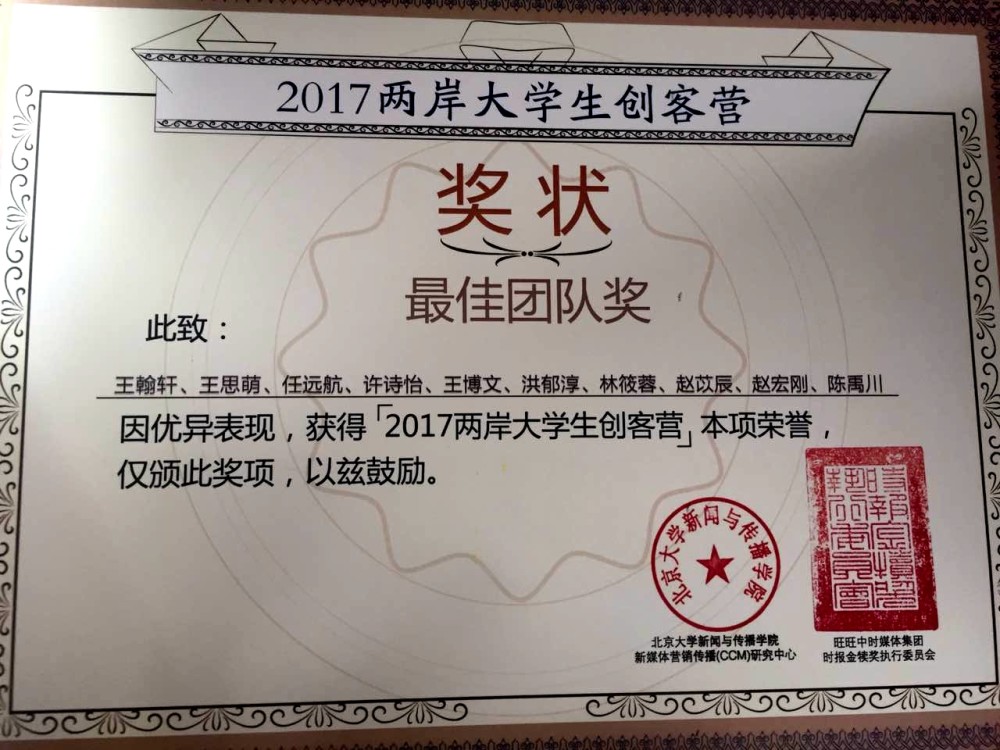 2017两岸大学生创客营
奖状
最佳团队奖
此致：
王翰轩、王思萌、任远航、许诗怡、王博文、洪郁淳、林筱蓉、赵苡辰、赵宏刚、陈禹川
因优异表现，获得「2017两岸大学生创客营」本项荣誉，
仅颁此奖项，以兹鼓励。
北京大学新闻与传播学院
北京大学新闻与传播学院
新媒体营销传播(CCM)研究中心
旺旺中时媒体集团
时报金犊奖执行委员会